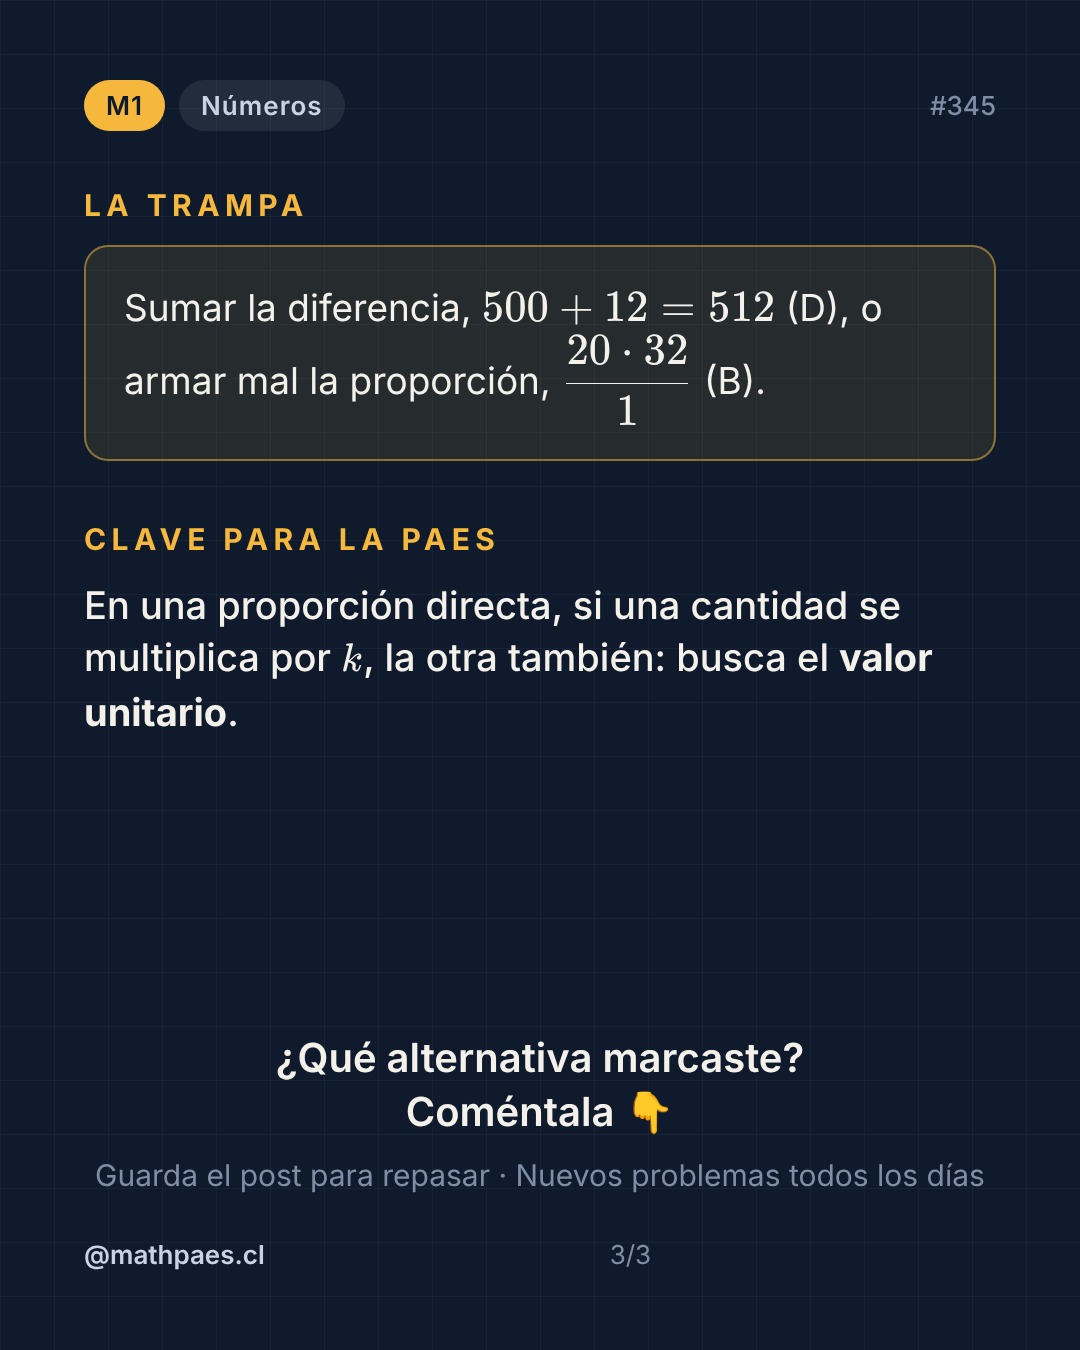 M1 Números #345
LA TRAMPA
Sumar la diferencia, 500 + 12 = 512 (D), o
armar mal la proporción, \frac{20 · 32}{1} (B).
CLAVE PARA LA PAES
En una proporción directa, si una cantidad se
multiplica por k, la otra también: busca el valor
unitario.
¿Qué alternativa marcaste?
Coméntala 👇
Guarda el post para repasar · Nuevos problemas todos los días
@mathpaes.cl 3/3